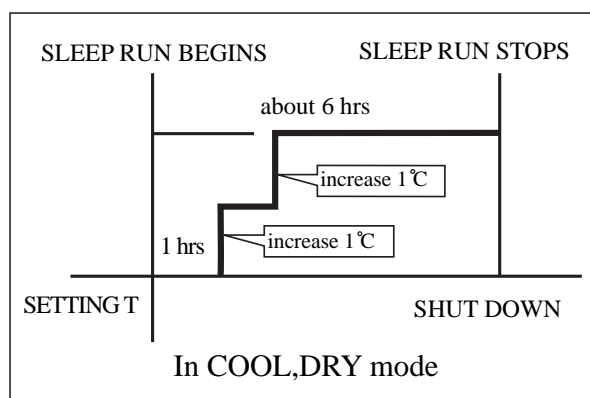 SLEEP RUN BEGINS
SLEEP RUN STOPS
about 6 hrs
increase 1℃
1 hrs
increase 1℃
SETTING T
SHUT DOWN
In COOL,DRY mode